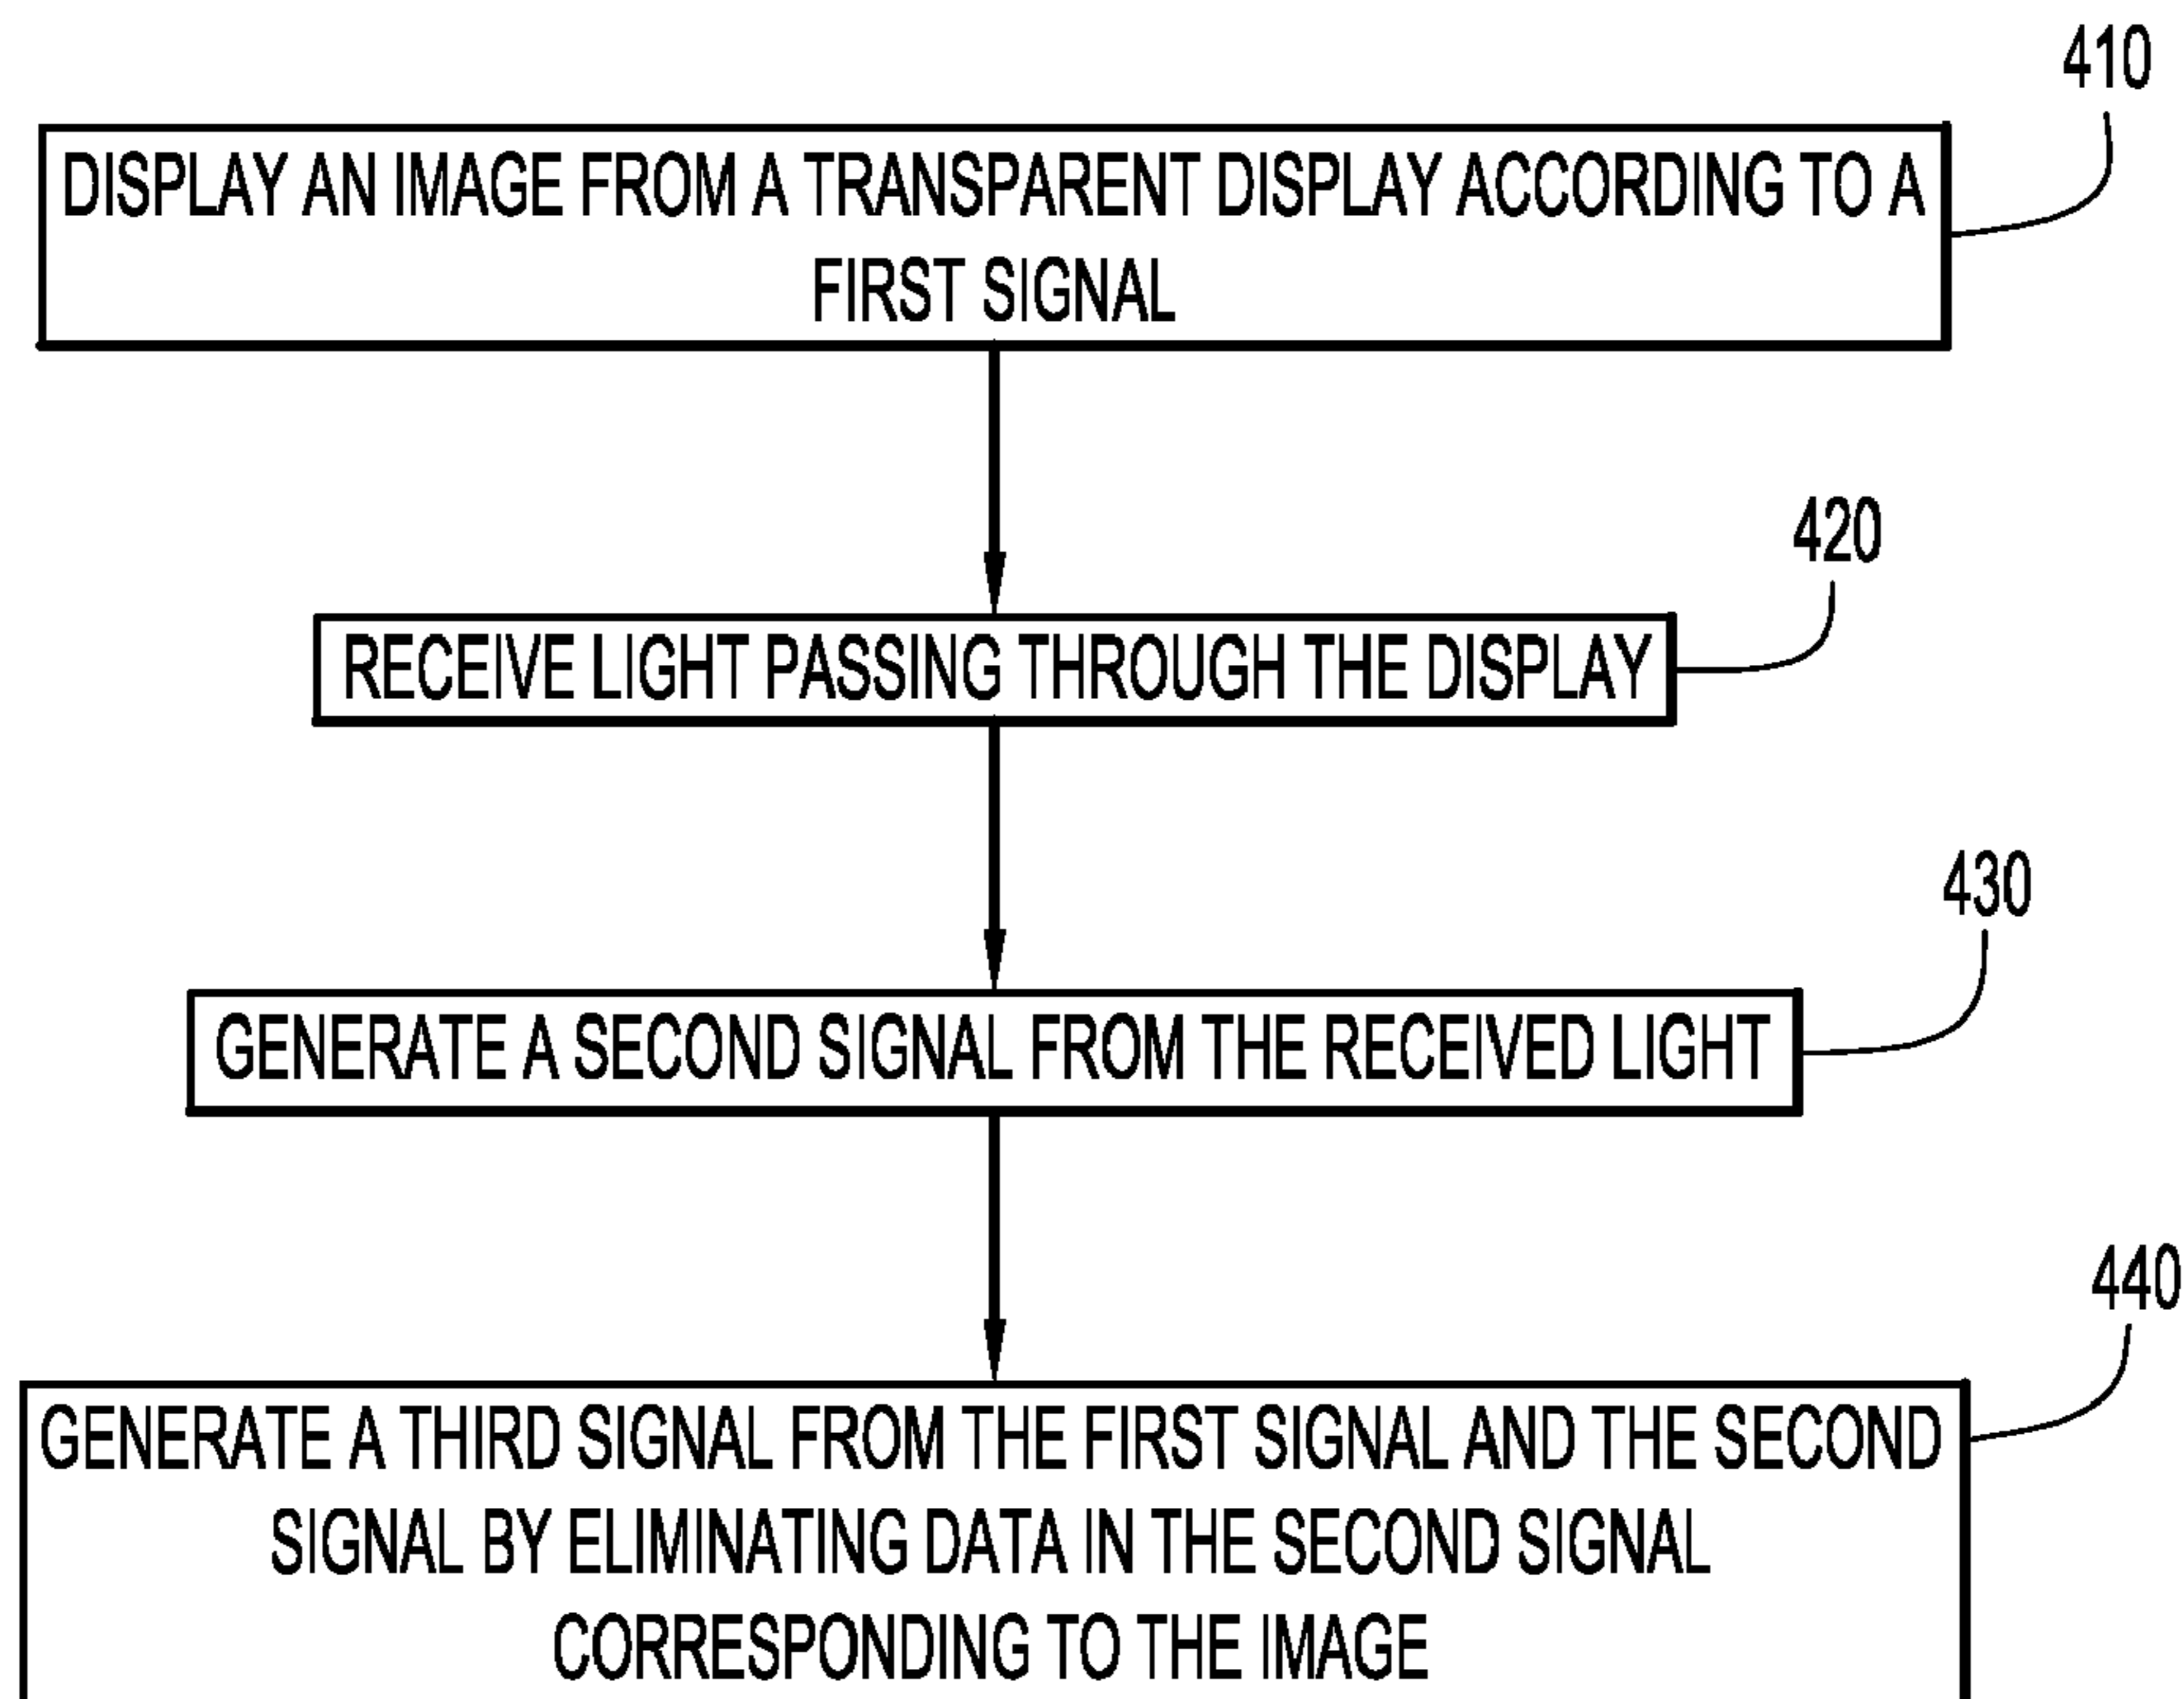 410
DISPLAY AN IMAGE FROM A TRANSPARENT DISPLAY ACCORDING TO A
FIRST SIGNAL
420
RECEIVE LIGHT PASSING THROUGH THE DISPLAY
430
GENERATE A SECOND SIGNAL FROM THE RECEIVED LIGHT
440
GENERATE A THIRD SIGNAL FROM THE FIRST SIGNAL AND THE SECOND
SIGNAL BY ELIMINATING DATA IN THE SECOND SIGNAL
CORRESPONDING TO THE IMAGE